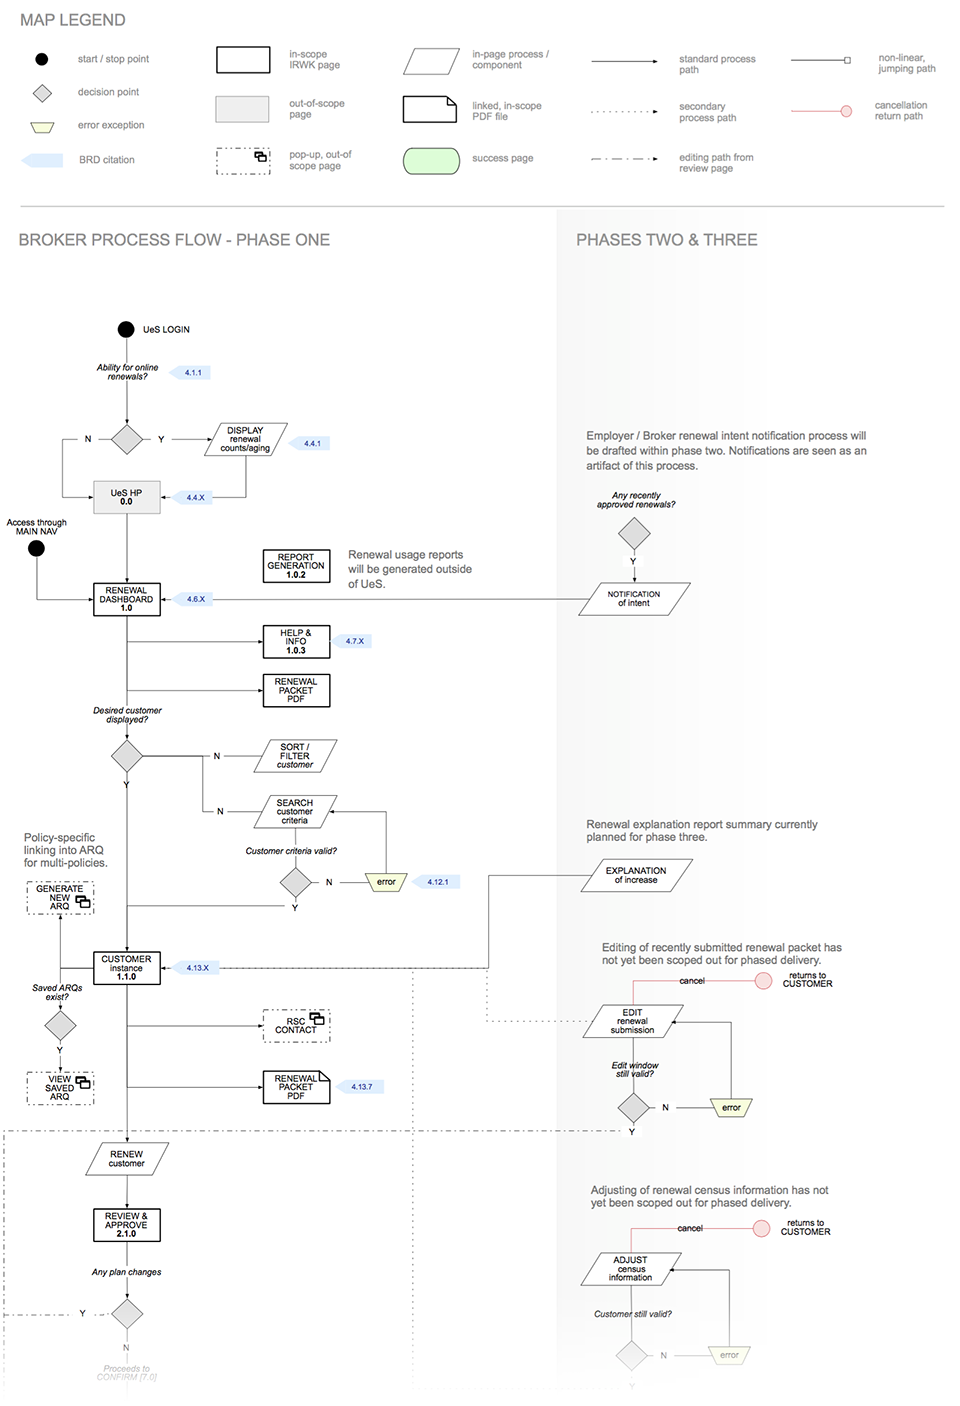 MAP LEGEND
start / stop point
decision point
error exception
BRD citation
in-scope
IRWK page
out-of-scope
page
pop-up, out-of
scope page
in-page process /
component
linked, in-scope
PDF file
success page
standard process
path
secondary
process path
editing path from
review page
non-linear,
jumping path
cancellation
return path
BROKER PROCESS FLOW - PHASE ONE
PHASES TWO & THREE
UeS LOGIN
Ability for online
renewals?
4.1.1
N
Y
DISPLAY
renewal
counts/aging
4.4.1
UeS HP
0.0
4.4.X
Access through
MAIN NAV
REPORT
GENERATION
1.0.2
Renewal usage reports
will be generated outside
of UeS.
RENEWAL
DASHBOARD
1.0
4.6.X
HELP &
INFO
1.0.3
4.7.X
RENEWAL
PACKET
PDF
Desired customer
displayed?
N
SORT /
FILTER
customer
Y
N
SEARCH
customer
criteria
Customer criteria valid?
N
error
4.12.1
Y
Policy-specific
linking into ARQ
for multi-policies.
GENERATE
NEW
ARQ
CUSTOMER
instance
1.1.0
4.13.X
Saved ARQs
exist?
Y
VIEW
SAVED
ARQ
RSC
CONTACT
RENEWAL
PACKET
PDF
4.13.7
RENEW
customer
REVIEW &
APPROVE
2.1.0
Any plan changes
Y
N
Proceeds to
CONFIRM [7.0]
Employer / Broker renewal intent notification process will
be drafted within phase two. Notifications are seen as an
artifact of this process.
Any recently
approved renewals?
Y
NOTIFICATION
of intent
Renewal explanation report summary currently
planned for phase three.
EXPLANATION
of increase
Editing of recently submitted renewal packet has
not yet been scoped out for phased delivery.
cancel
returns to
CUSTOMER
EDIT
renewal
submission
Edit window
still valid?
N
error
Y
Adjusting of renewal census information has not
yet been scoped out for phased delivery.
cancel
returns to
CUSTOMER
ADJUST
census
information
Customer still valid?
N
error
Y